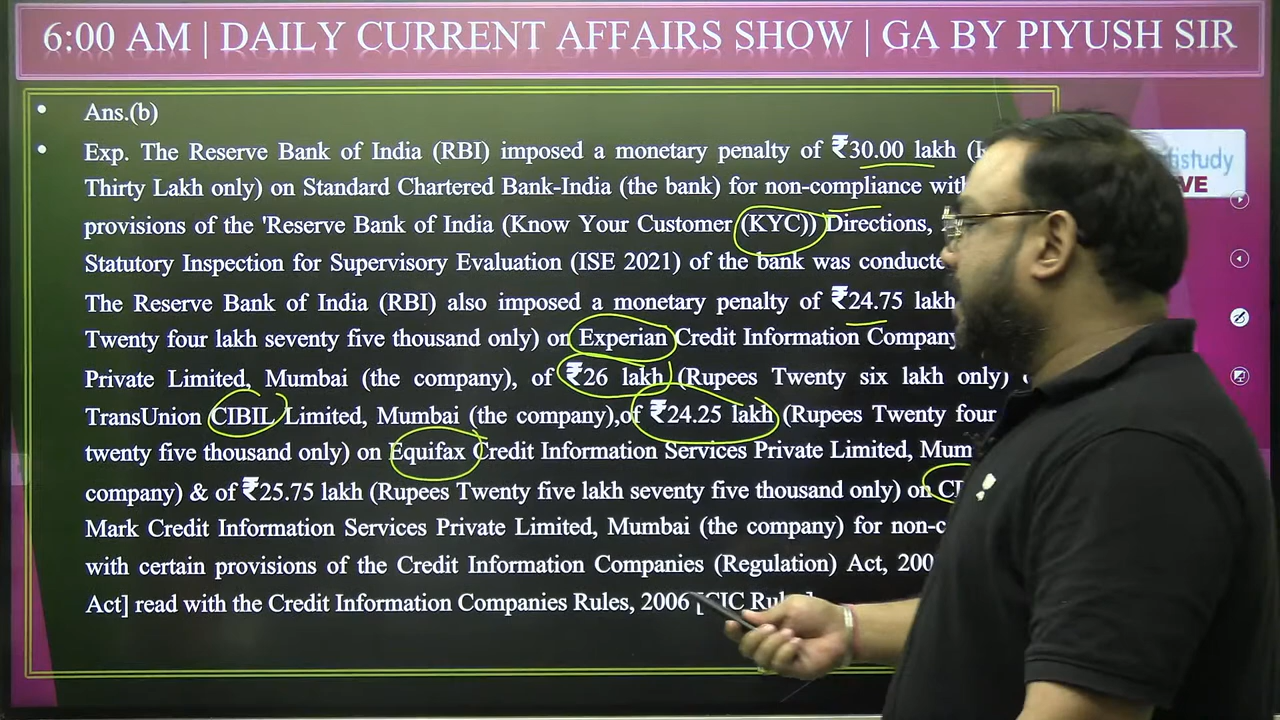 6:00 AM | DAILY CURRENT AFFAIRS SHOW | GA BY PIYUSH SIR
• Ans.(b)
• Exp. The Reserve Bank of India (RBI) imposed a monetary penalty of ₹30.00 lakh
Thirty Lakh only) on Standard Chartered Bank-India (the bank) for non-compliance with
provisions of the 'Reserve Bank of India (Know Your Customer (KYC)) Directions,
Statutory Inspection for Supervisory Evaluation (ISE 2021) of the bank was
The Reserve Bank of India (RBI) also imposed a monetary penalty of ₹24.75 lakh
Twenty four lakh seventy five thousand only) on Experian Credit Information Company
Private Limited, Mumbai (the company), of ₹26 lakh (Rupees Twenty six lakh only)
TransUnion CIBIL Limited, Mumbai (the company),of ₹24.25 lakh (Rupees Twenty four
twenty five thousand only) on Equifax Credit Information Services Private Limited,
company) & of ₹25.75 lakh (Rupees Twenty five lakh seventy five thousand only) on
Mark Credit Information Services Private Limited, Mumbai (the company) for
with certain provisions of the Credit Information Companies (Regulation) Act,
Act] read with the Credit Information Companies Rules, 2006 [CIC